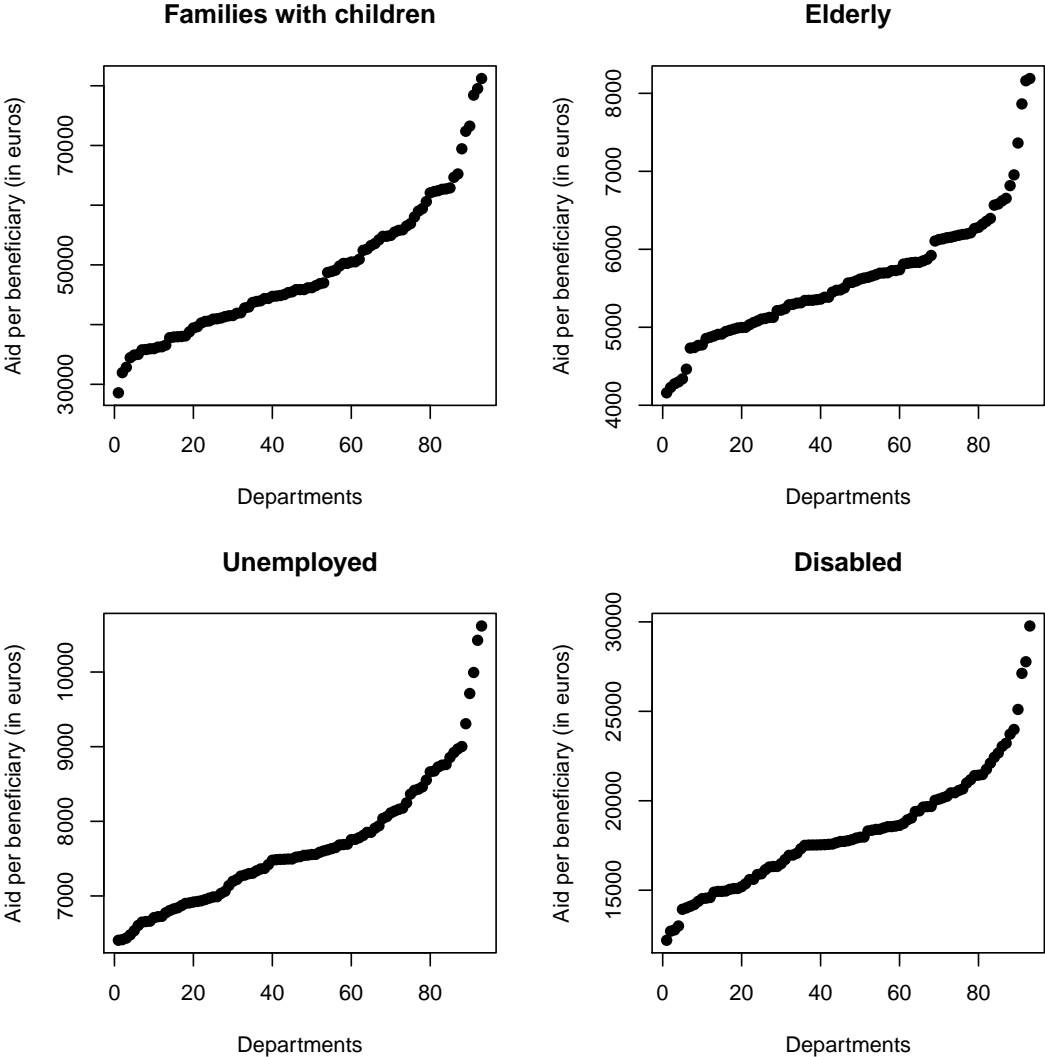 Families with children
Aid per beneficiary (in euros)
30000 50000 70000
0 20 40 60 80
Departments
Elderly
Aid per beneficiary (in euros)
4000 5000 6000 7000 8000
0 20 40 60 80
Departments
Unemployed
Aid per beneficiary (in euros)
7000 8000 9000 10000
0 20 40 60 80
Departments
Disabled
Aid per beneficiary (in euros)
15000 20000 25000 30000
0 20 40 60 80
Departments